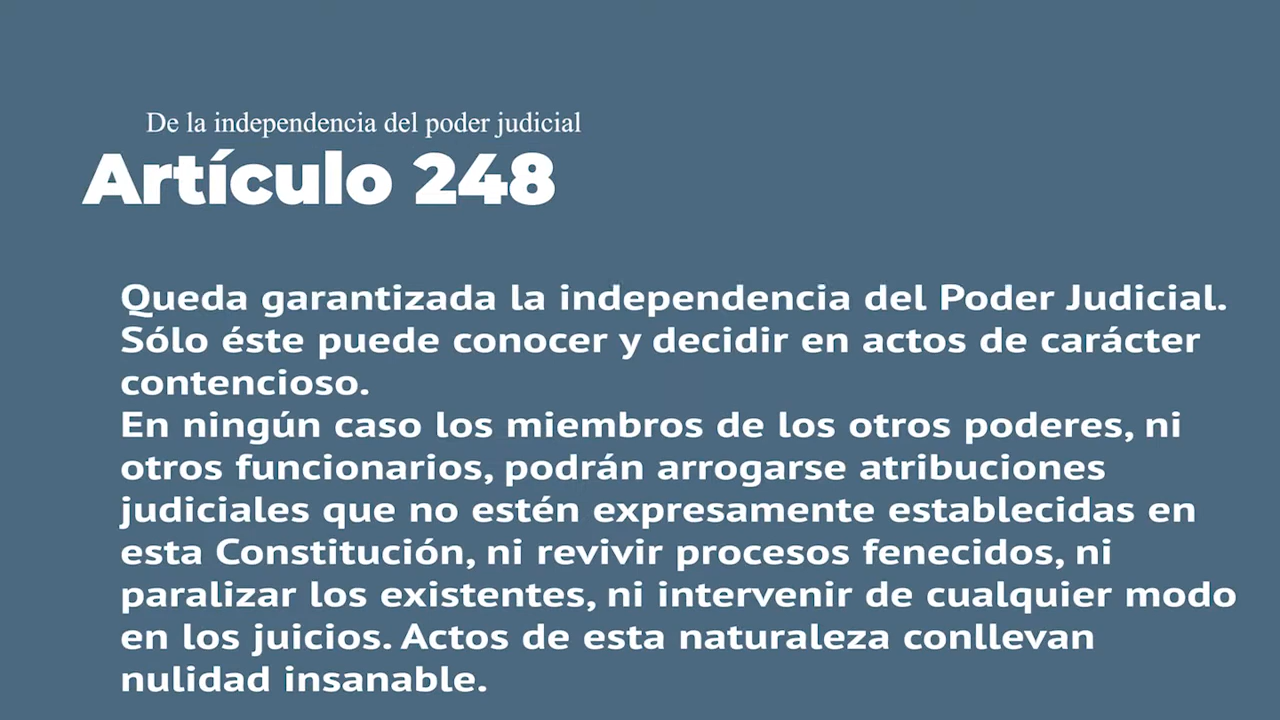 De la independencia del poder judicial
Artículo 248
Queda garantizada la independencia del Poder Judicial.
Sólo éste puede conocer y decidir en actos de carácter
contencioso.
En ningún caso los miembros de los otros poderes, ni
otros funcionarios, podrán arrogarse atribuciones
judiciales que no estén expresamente establecidas en
esta Constitución, ni revivir procesos fenecidos, ni
paralizar los existentes, ni intervenir de cualquier modo
en los juicios. Actos de esta naturaleza conllevan
nulidad insanable.